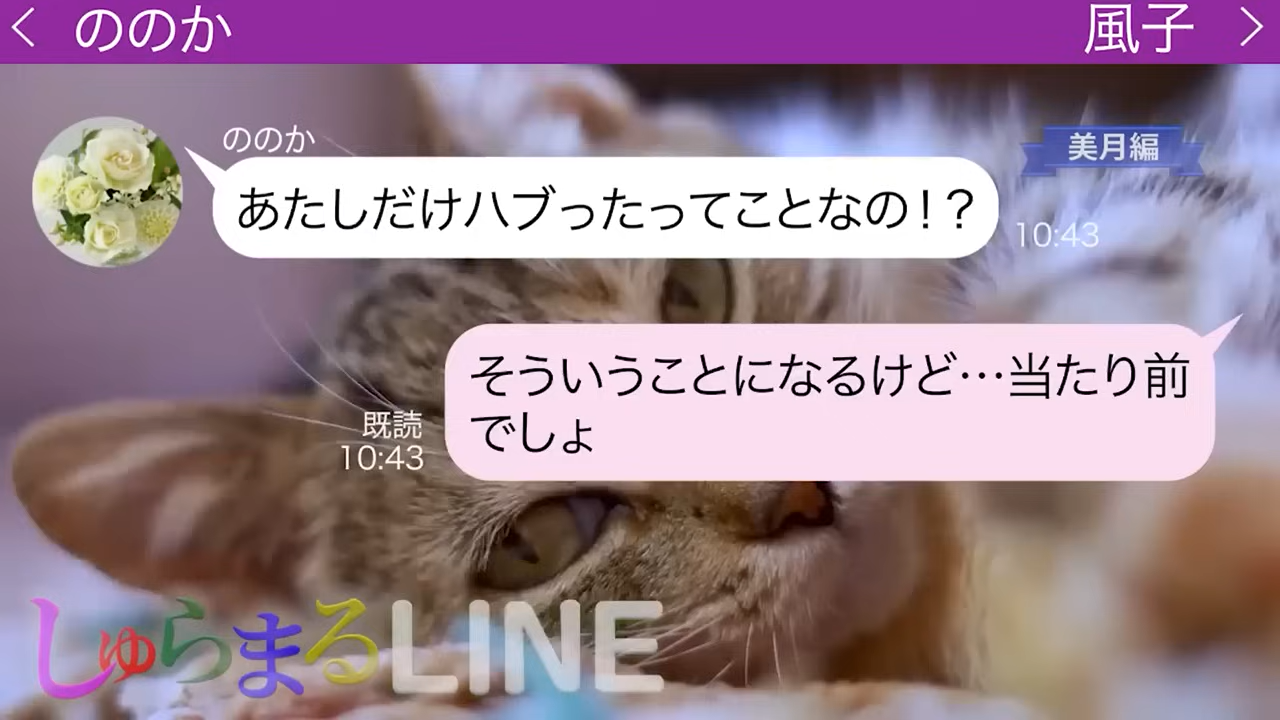 ののか
風子
ののか
美月編
あたしだけハブったってことなの！？
10:43
そういうことになるけど…当たり前
でしょ
既読
10:43
しゅらまるLINE